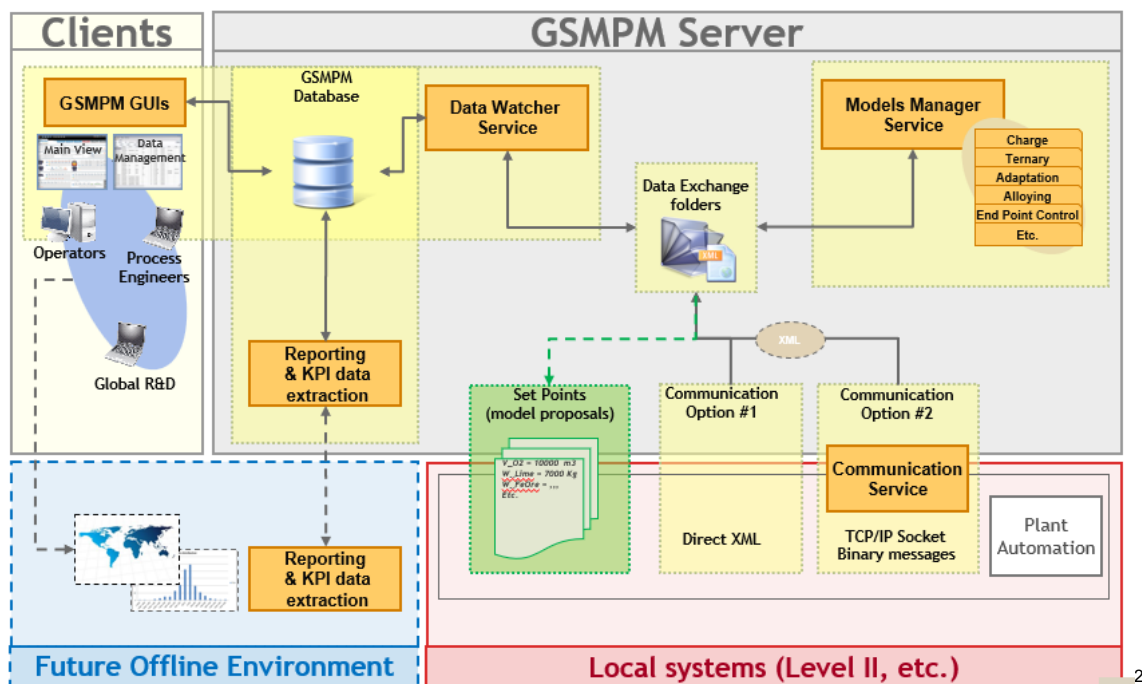 Clients
GSMPM Server
GSMPM GUIs
Main View
Data
Management
Operators
Process
Engineers
Global R&D
GSMPM
Database
Data Watcher
Service
Models Manager
Service
Charge
Ternary
Adaptation
Alloying
End Point Control
Etc.
Data Exchange
folders
XML
XML
Reporting
& KPI data
extraction
Set Points
(model proposals)
V_O2 = 10000 m3
W_Lime = 7000 Kg
W_FeOre = ...
Etc.
Communication
Option #1
Direct XML
Communication
Option #2
Communication
Service
TCP/IP Socket
Binary messages
Plant
Automation
Reporting
& KPI data
extraction
Future Offline Environment
Local systems (Level II, etc.)
2